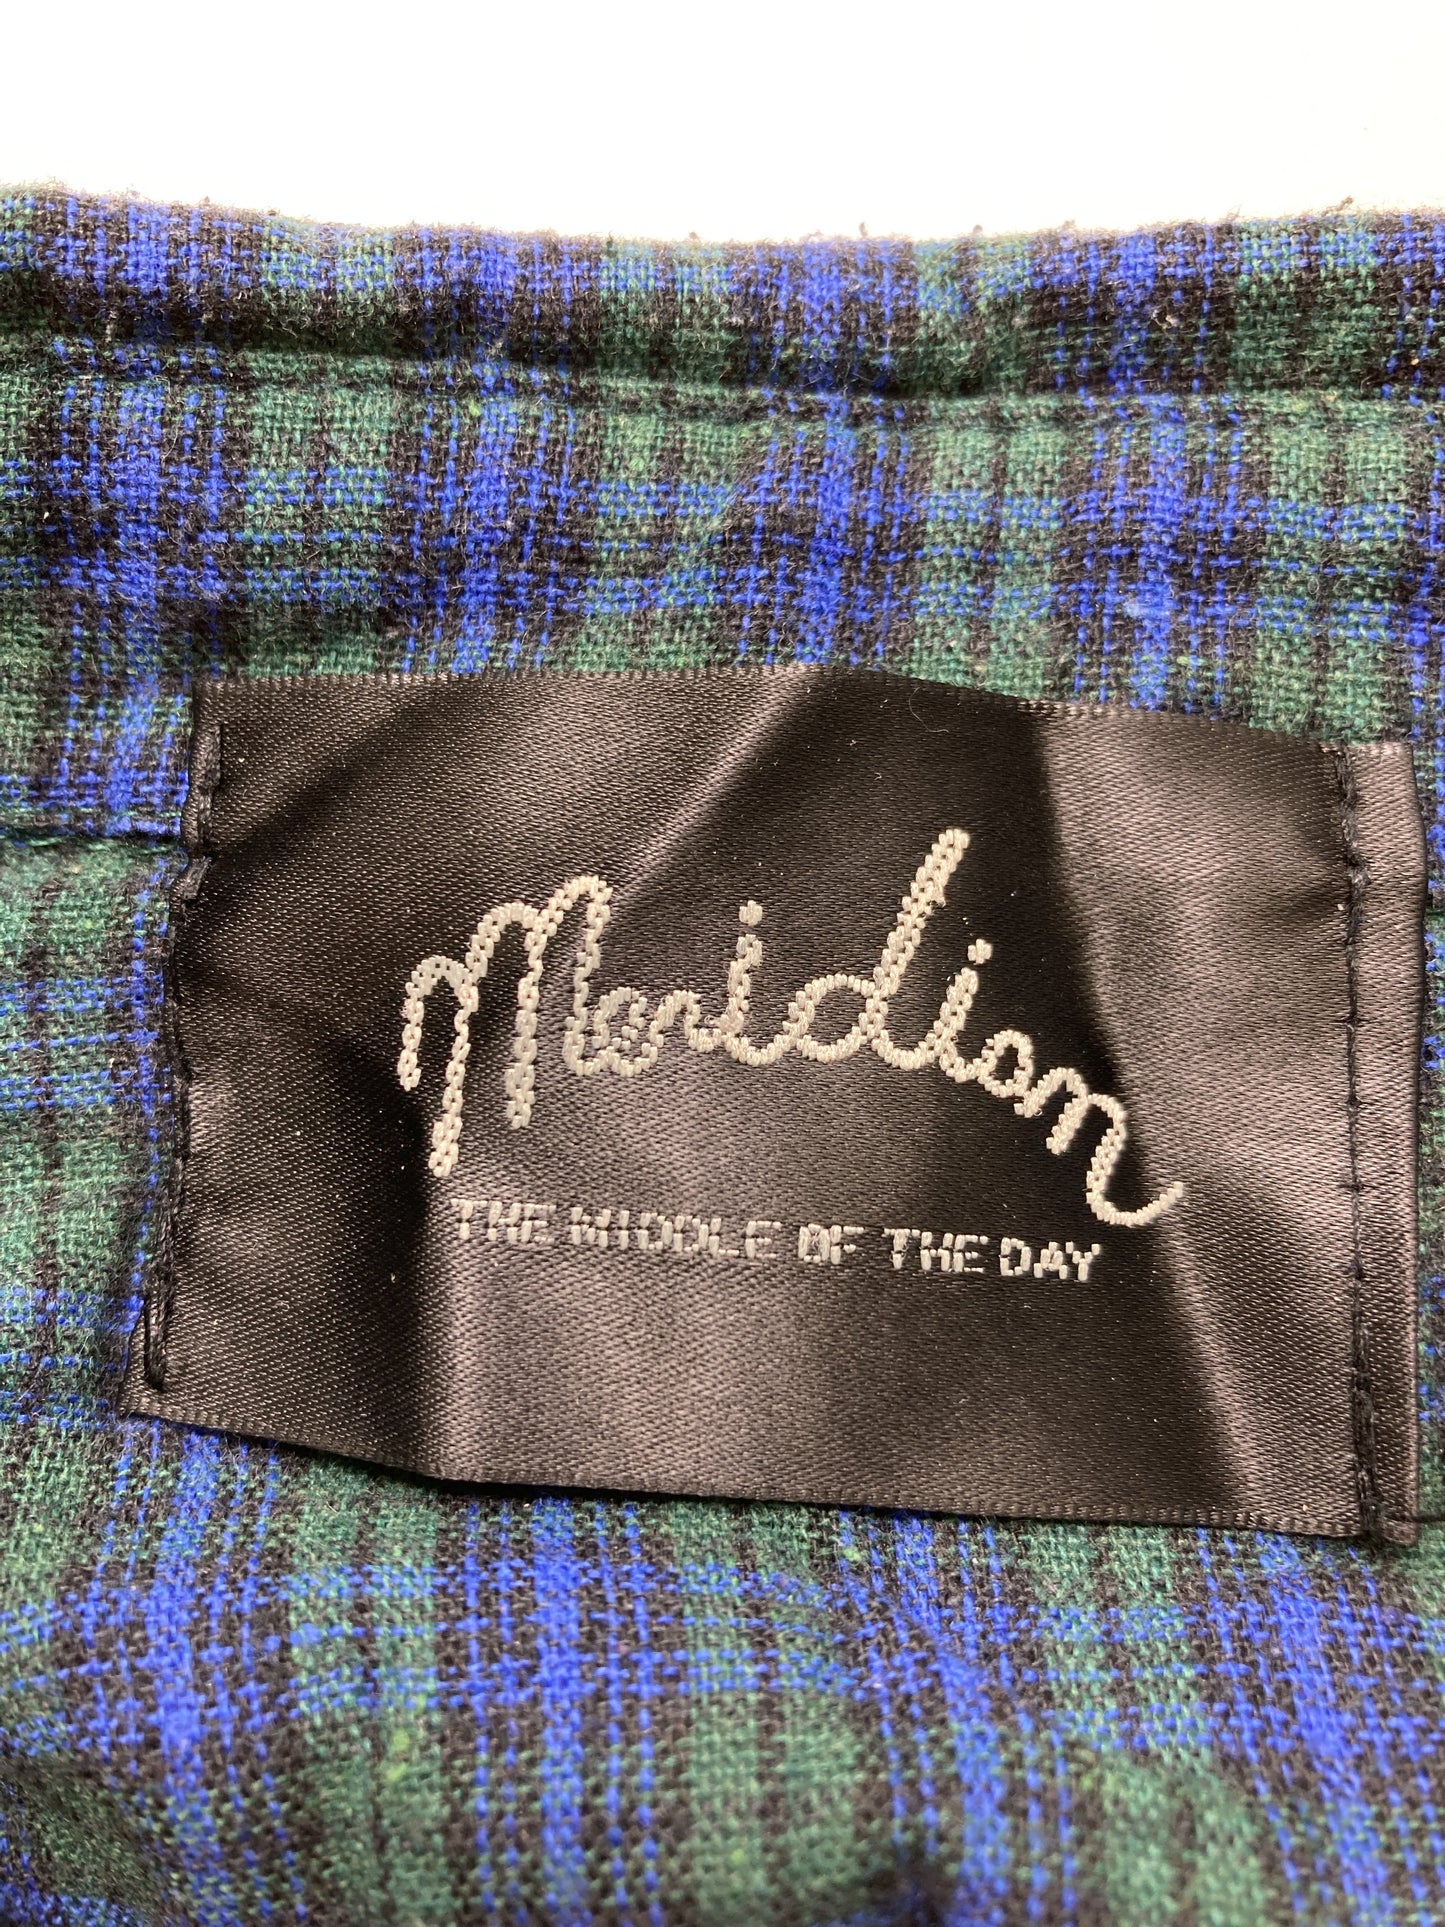 Meridian
THE MIDDLE OF THE DAY